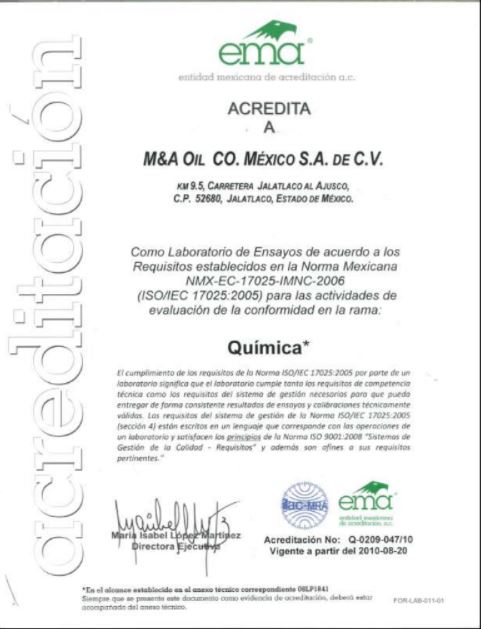 acreditación
ema®
entidad mexicana de acreditación a.c.
ACREDITA
A
M&A OIL CO. MÉXICO S.A. DE C.V.
KM 9.5, CARRETERA JALATLACO AL AJUSCO,
C.P. 52680, JALATLACO, ESTADO DE MÉXICO.
Como Laboratorio de Ensayos de acuerdo a los
Requisitos establecidos en la Norma Mexicana
NMX-EC-17025-IMNC-2006
(ISO/IEC 17025:2005) para las actividades de
evaluación de la conformidad en la rama:
Química*
El cumplimiento de los requisitos de la Norma ISO/IEC 17025:2005 por parte de un
laboratorio significa que el laboratorio cumple tanto los requisitos de competencia
técnica como los requisitos del sistema de gestión necesarios para que pueda
entregar de forma consistente resultados de ensayos y calibraciones técnicamente
válidos. Los requisitos del sistema de gestión de la Norma ISO/IEC 17025:2005
(sección 4) están escritos en un lenguaje que corresponde con las operaciones de
un laboratorio y satisfacen los principios de la Norma ISO 9001:2008 "Sistemas de
Gestión de la Calidad - Requisitos" y además son afines a sus requisitos
pertinentes."
María Isabel López Martínez
Directora Ejecutiva
ilac-MRA
ema®
entidad mexicana
de acreditación, a.c.
Acreditación No: Q-0209-047/10
Vigente a partir del 2010-08-20
*En el alcance establecido en el anexo técnico correspondiente 08LP1841
Siempre que se presente este documento como evidencia de acreditación, deberá estar
acompañado del anexo técnico.
FOR-LAB-011-01